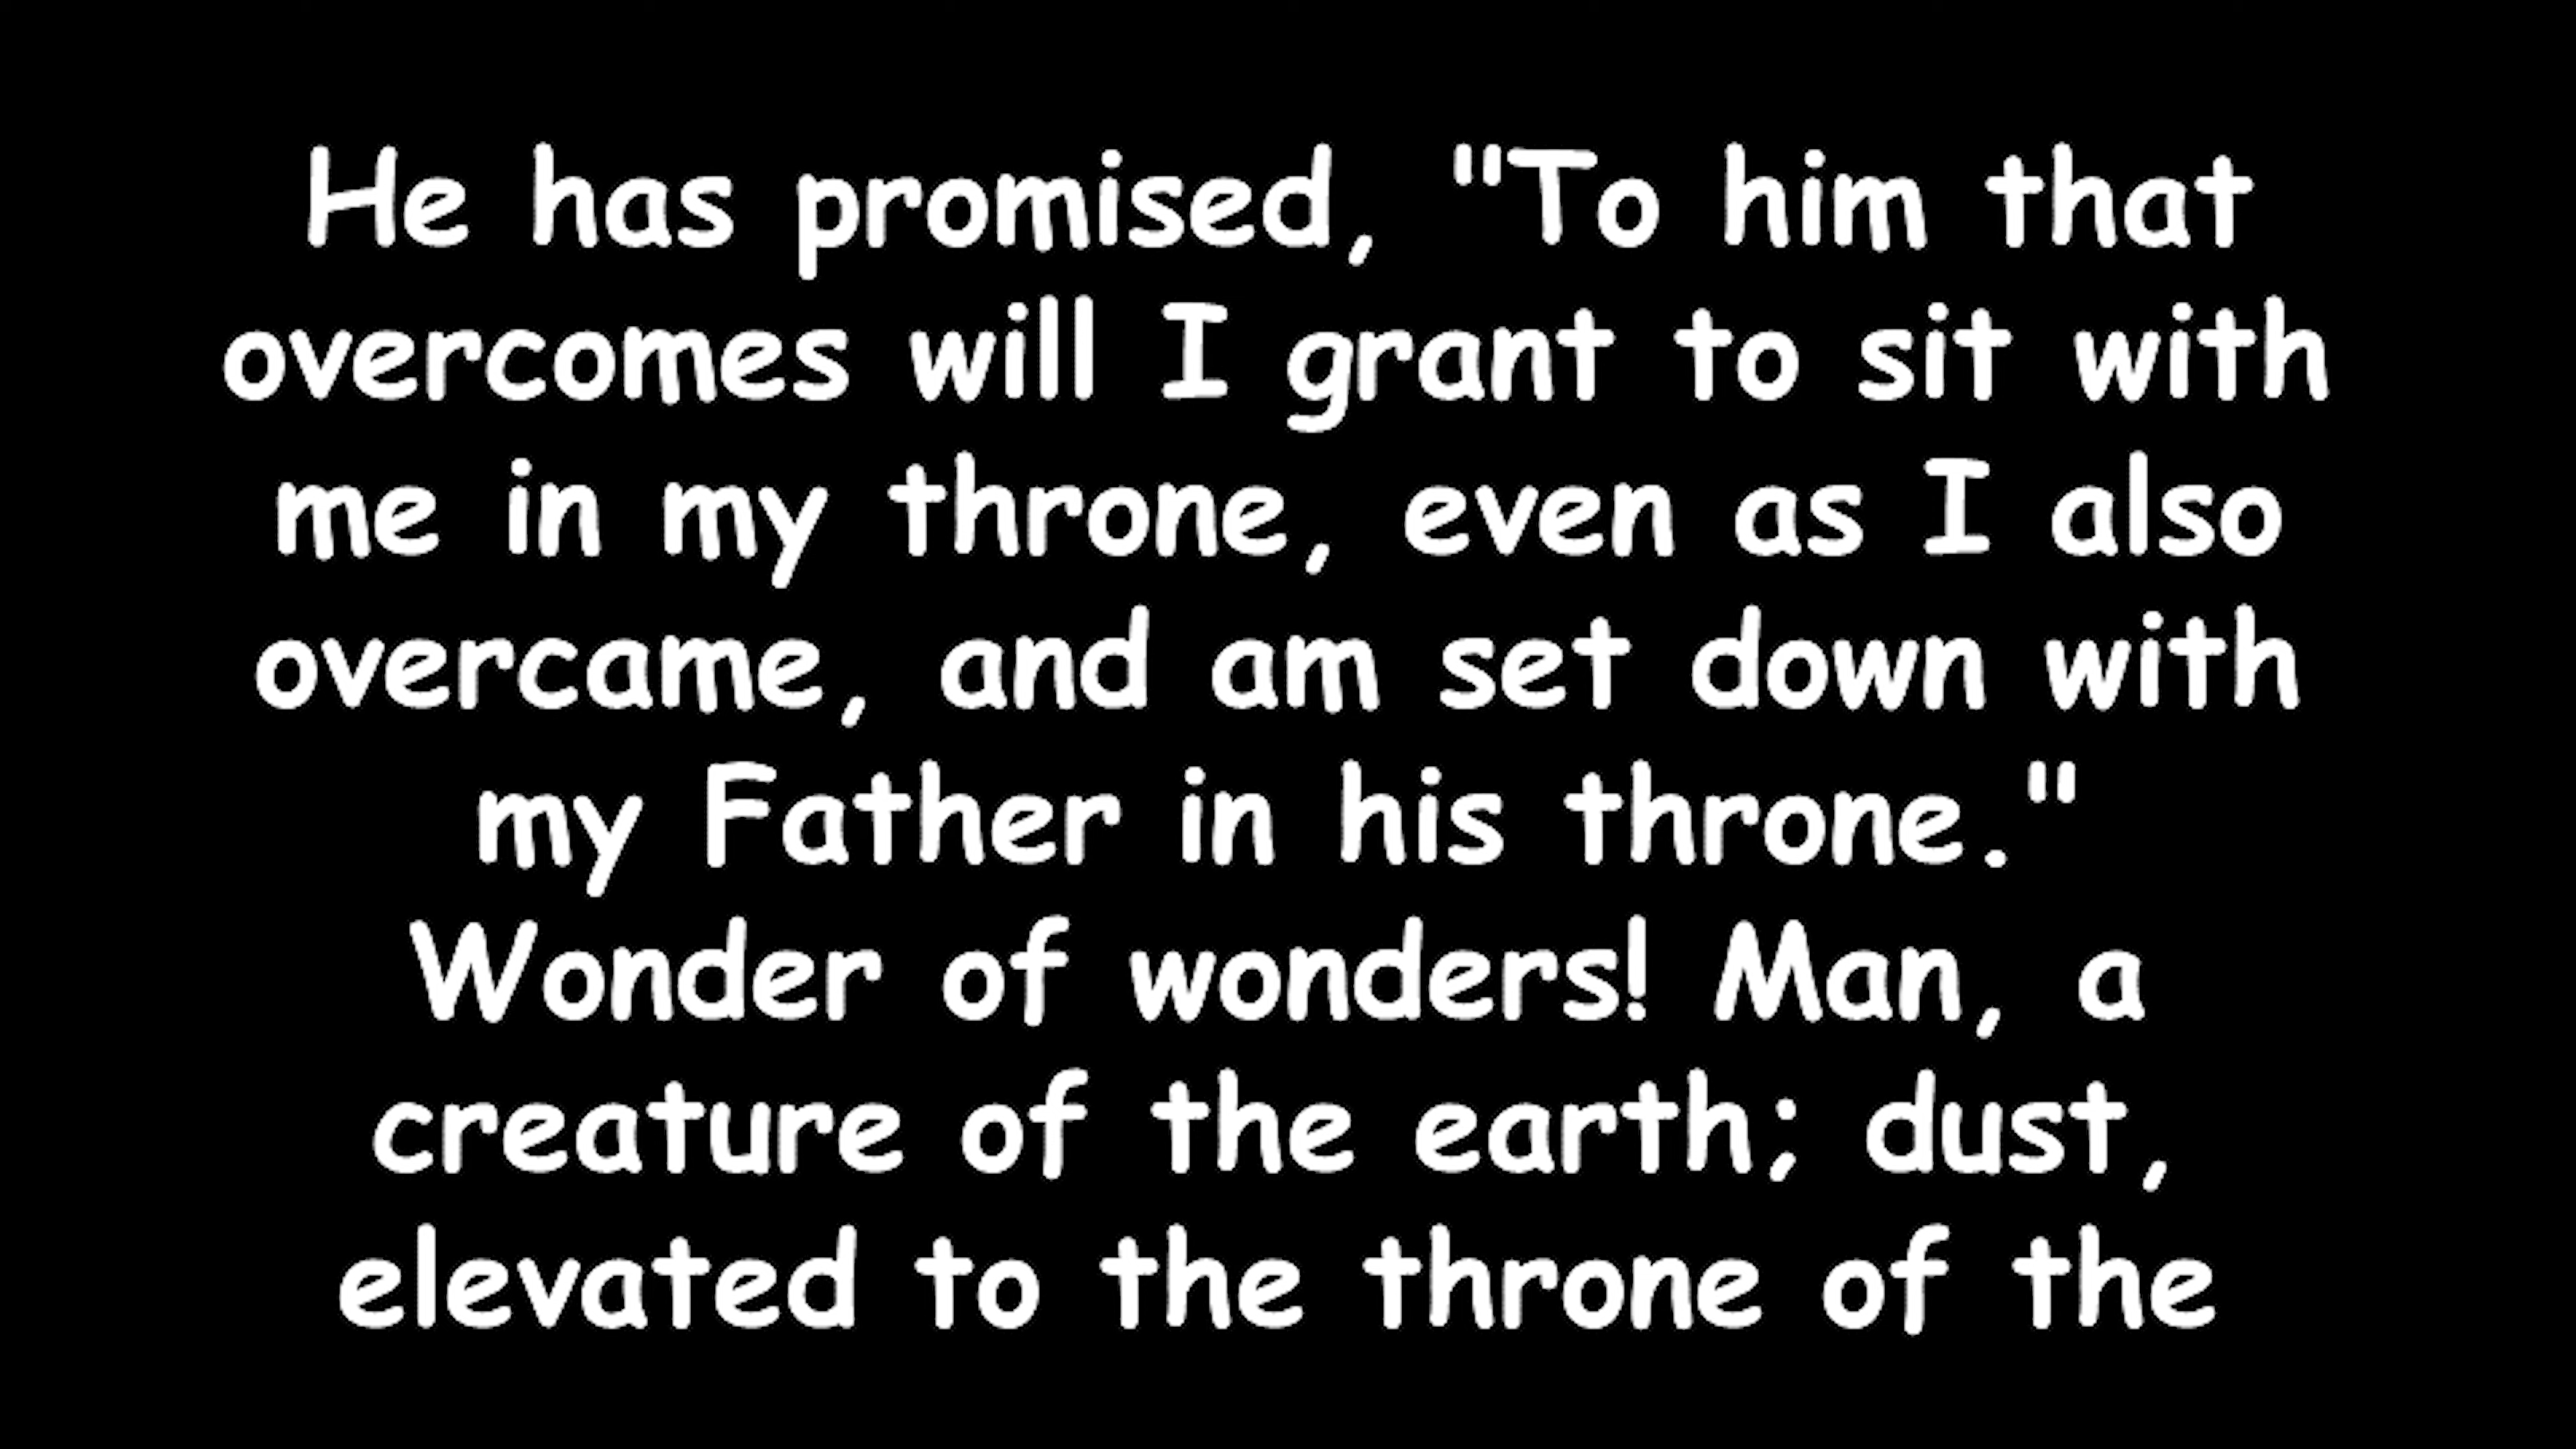 He has promised, "To him that
overcomes will I grant to sit with
me in my throne, even as I also
overcame, and am set down with
my Father in his throne."
Wonder of wonders! Man, a
creature of the earth; dust,
elevated to the throne of the